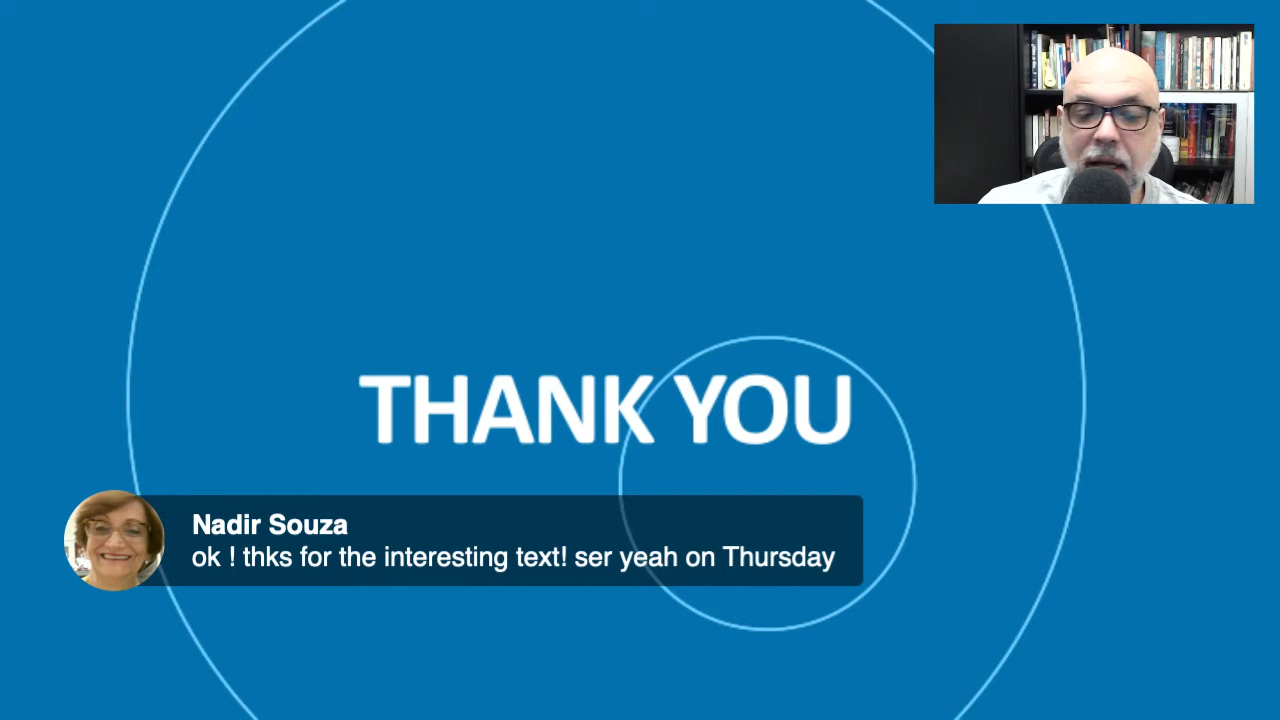 THANK YOU
Nadir Souza
ok ! thks for the interesting text! ser yeah on Thursday